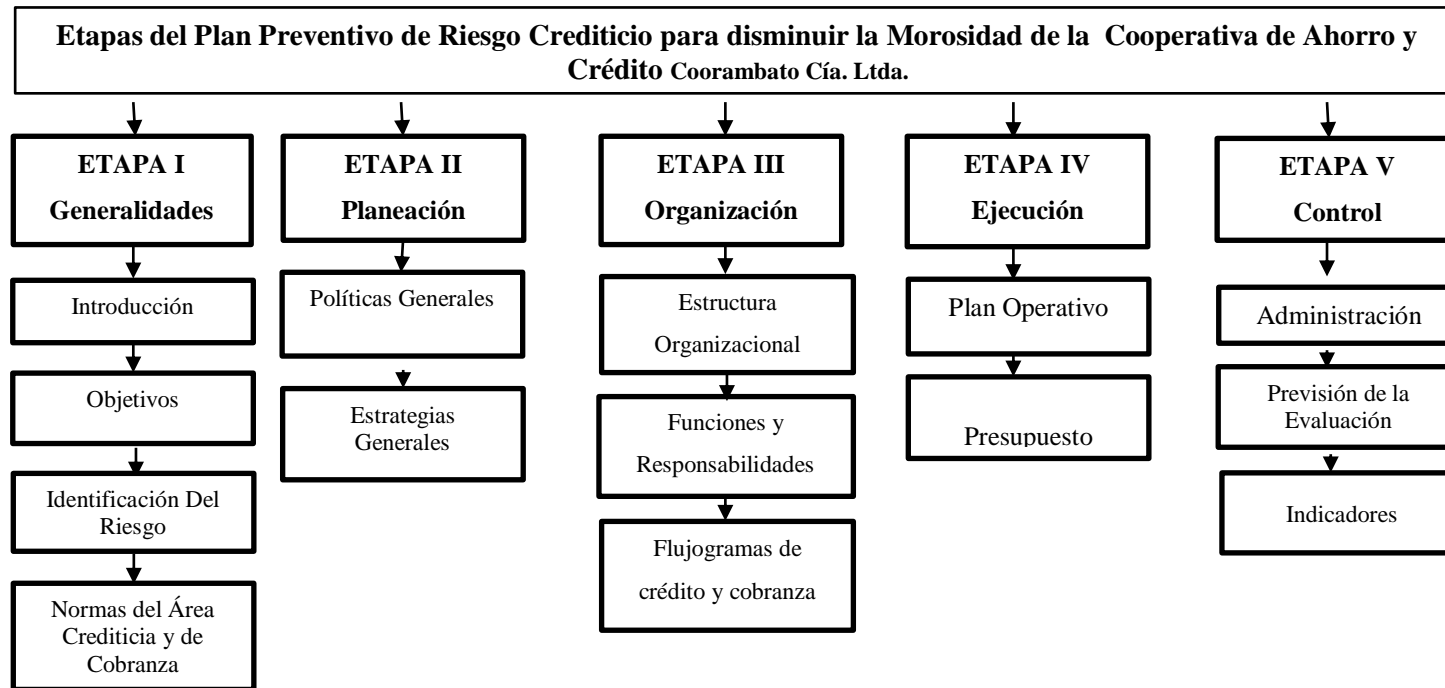 Etapas del Plan Preventivo de Riesgo Crediticio para disminuir la Morosidad de la Cooperativa de Ahorro y
Crédito Coorambato Cía. Ltda.
ETAPA I
Generalidades
Introducción
Objetivos
Identificación Del
Riesgo
Normas del Área
Crediticia y de
Cobranza
ETAPA II
Planeación
Políticas Generales
Estrategias
Generales
ETAPA III
Organización
Estructura
Organizacional
Funciones y
Responsabilidades
Flujogramas de
crédito y cobranza
ETAPA IV
Ejecución
Plan Operativo
Presupuesto
ETAPA V
Control
Administración
Previsión de la
Evaluación
Indicadores